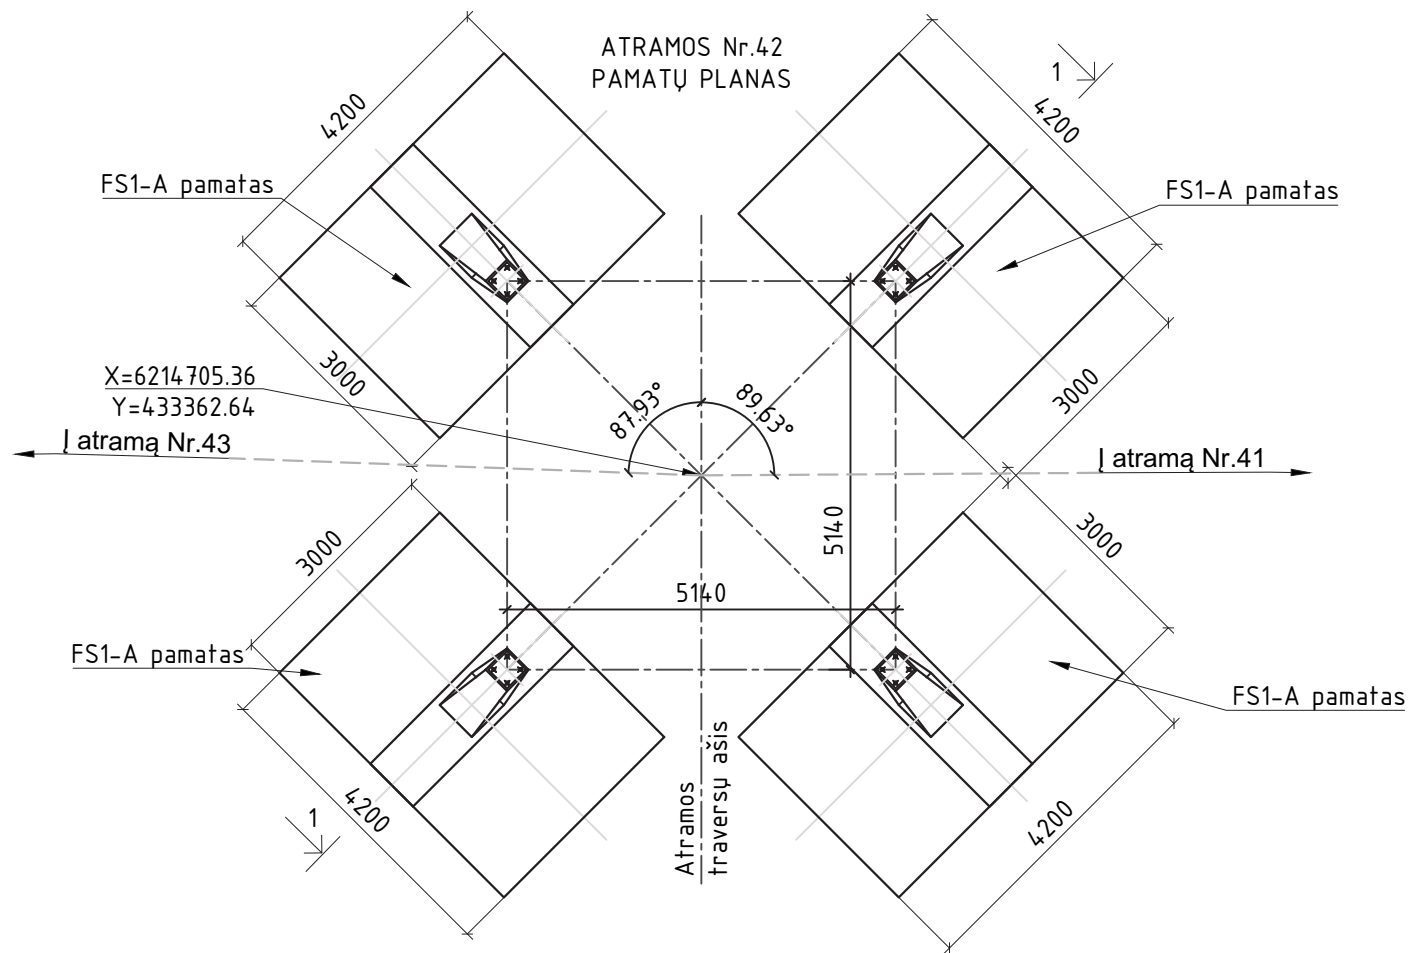 ATRAMOS Nr.42
PAMATŲ PLANAS
1
4200
4200
FS1-A pamatas
FS1-A pamatas
3000
3000
X=6214705.36
Y=433362.64
87.93°
89.63°
Į atramą Nr.43
Į atramą Nr.41
3000
3000
5140
5140
FS1-A pamatas
FS1-A pamatas
4200
4200
1
Atramos
traversų ašis